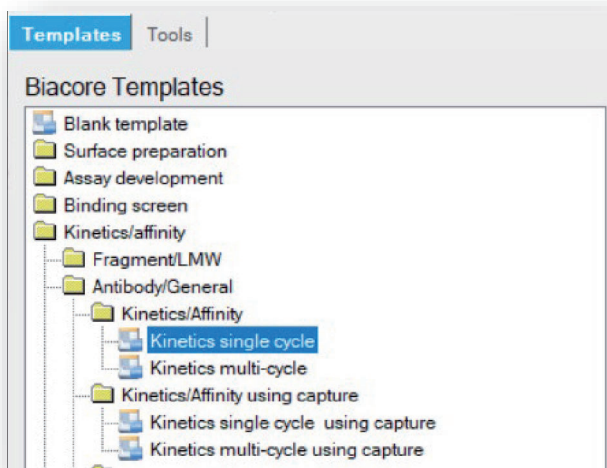 Templates Tools
Biacore Templates
Blank template
Surface preparation
Assay development
Binding screen
Kinetics/affinity
Fragment/LMW
Antibody/General
Kinetics/Affinity
Kinetics single cycle
Kinetics multi-cycle
Kinetics/Affinity using capture
Kinetics single cycle using capture
Kinetics multi-cycle using capture